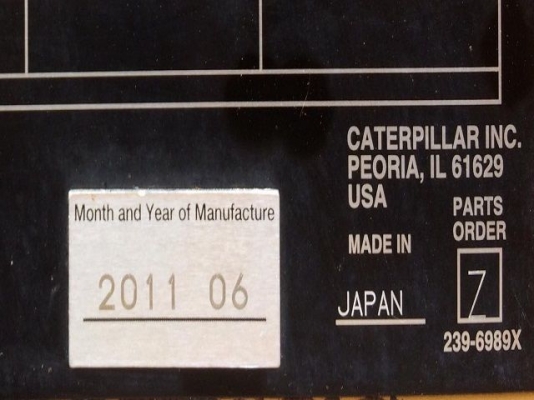 CATERPILLAR INC.
PEORIA, IL 61629
USA
PARTS
ORDER
MADE IN
JAPAN
Z
239-6989X
Month and Year of Manufacture
2011 06